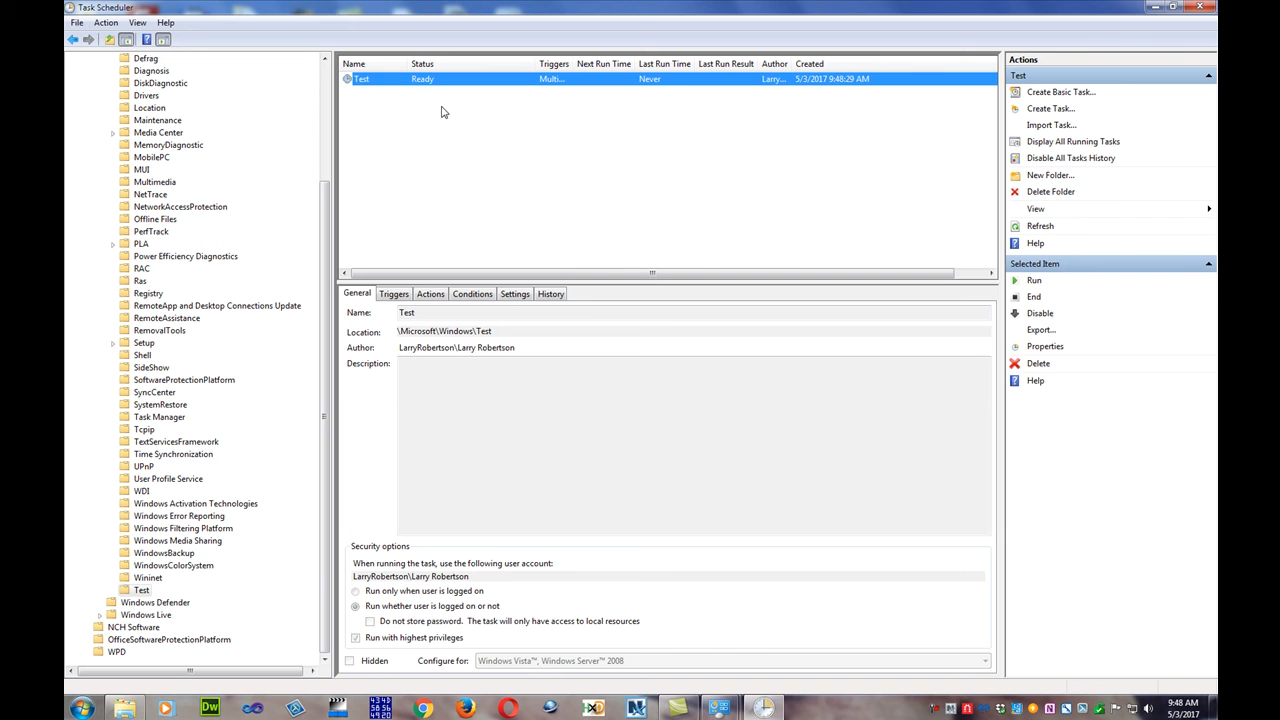 Task Scheduler
File Action View Help
Defrag
Diagnosis
DiskDiagnostic
Drivers
Location
Maintenance
Media Center
MemoryDiagnostic
MobilePC
MUI
Multimedia
NetTrace
NetworkAccessProtection
Offline Files
PerfTrack
PLA
Power Efficiency Diagnostics
RAC
Ras
Registry
RemoteApp and Desktop Connections Update
RemoteAssistance
RemovalTools
Setup
Shell
SideShow
SoftwareProtectionPlatform
SyncCenter
SystemRestore
Task Manager
Tcpip
TextServicesFramework
Time Synchronization
UPnP
User Profile Service
WDI
Windows Activation Technologies
Windows Error Reporting
Windows Filtering Platform
Windows Media Sharing
WindowsBackup
WindowsColorSystem
Wininet
Test
Windows Defender
Windows Live
NCH Software
OfficeSoftwareProtectionPlatform
WPD
Name Status Triggers Next Run Time Last Run Time Last Run Result Author Created
Test Ready Multi... Never Larry... 5/3/2017 9:48:29 AM
General Triggers Actions Conditions Settings History
Name: Test
Location: \Microsoft\Windows\Test
Author: LarryRobertson\Larry Robertson
Description:
Security options
When running the task, use the following user account:
LarryRobertson\Larry Robertson
Run only when user is logged on
Run whether user is logged on or not
Do not store password. The task will only have access to local resources
Run with highest privileges
Hidden Configure for: Windows Vista™, Windows Server™ 2008
Actions
Test
Create Basic Task...
Create Task...
Import Task...
Display All Running Tasks
Disable All Tasks History
New Folder...
Delete Folder
View
Refresh
Help
Selected Item
Run
End
Disable
Export...
Properties
Delete
Help
Dw
9:48 AM
5/3/2017